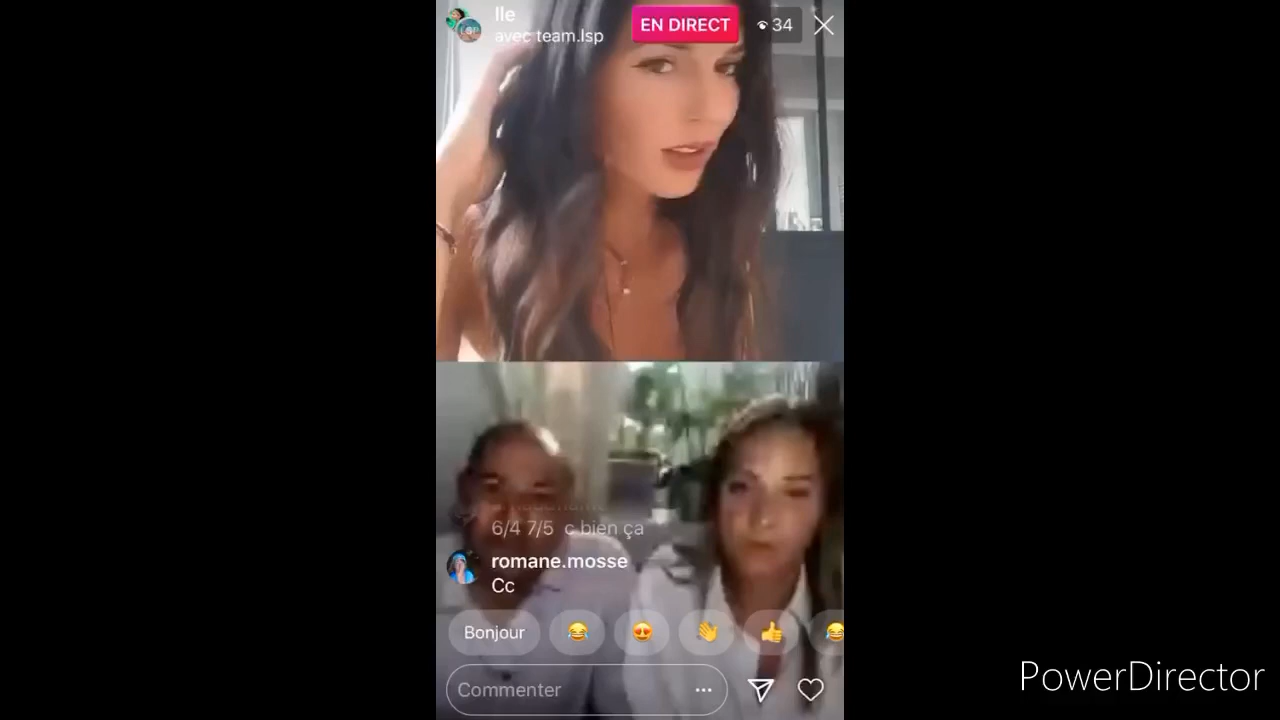 lle
EN DIRECT
34
avec team.lsp
6/4 7/5 c bien ça
romane.mosse
Cc
Bonjour
Commenter
PowerDirector